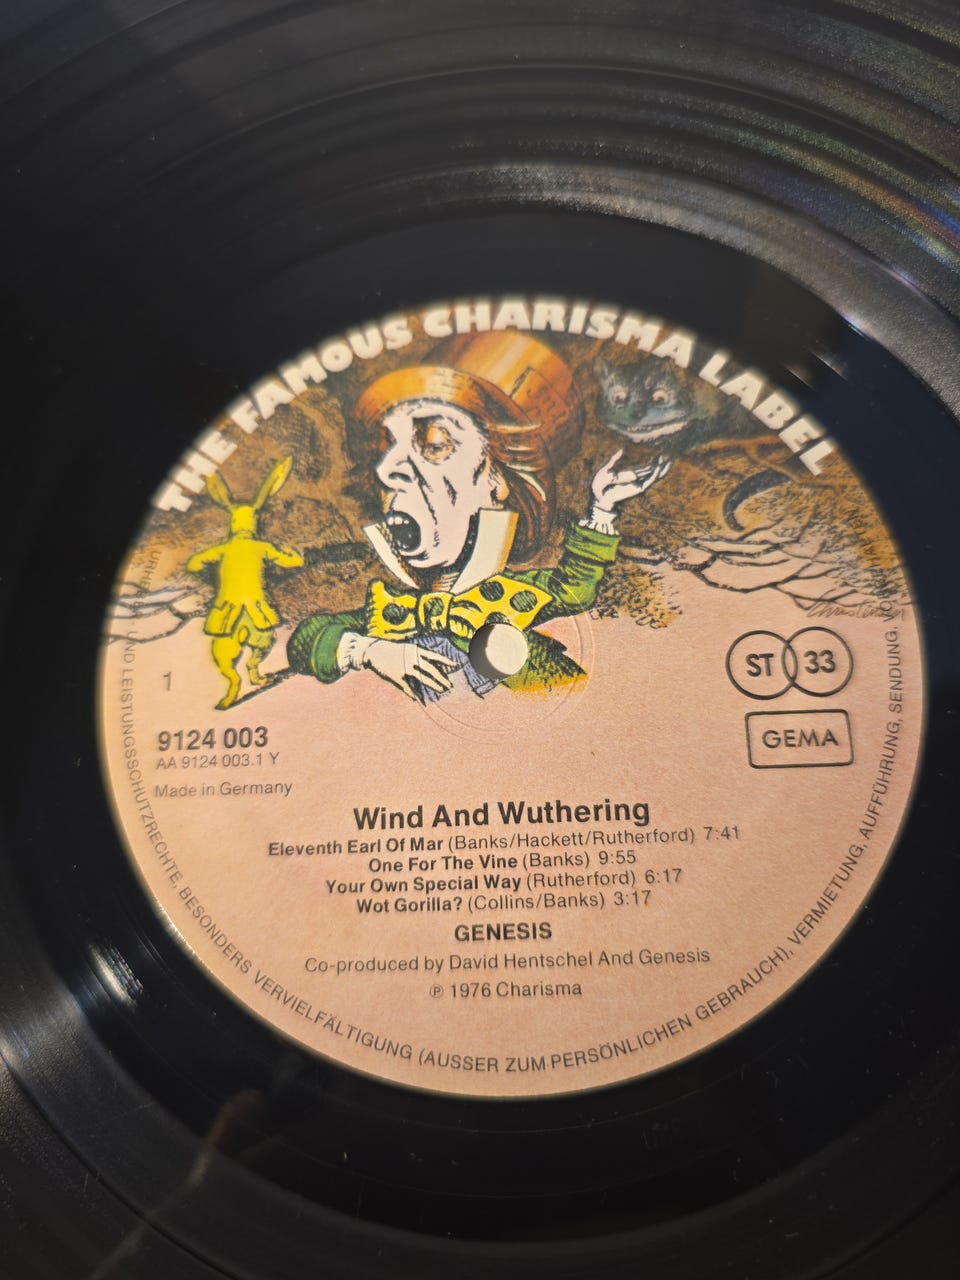 THE FAMOUS CHARISMA LABEL
1
ST 33
9124 003
GEMA
AA 9124 003.1 Y
Made in Germany
Wind And Wuthering
Eleventh Earl Of Mar (Banks/Hackett/Rutherford) 7:41
One For The Vine (Banks) 9:55
Your Own Special Way (Rutherford) 6:17
Wot Gorilla? (Collins/Banks) 3:17
GENESIS
Co-produced by David Hentschel And Genesis
℗ 1976 Charisma
UND LEISTUNGSSCHUTZRECHTE, BESONDERS VERVIELFÄLTIGUNG (AUSSER ZUM PERSÖNLICHEN GEBRAUCH), VERMIETUNG, AUFFÜHRUNG, SENDUNG,